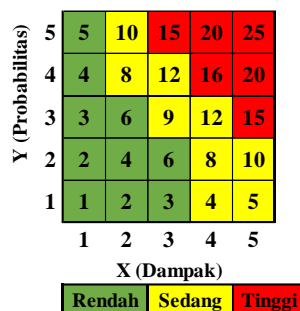 Y (Probabilitas)
5 5 10 15 20 25
4 4 8 12 16 20
3 3 6 9 12 15
2 2 4 6 8 10
1 1 2 3 4 5
1 2 3 4 5
X (Dampak)
Rendah Sedang Tinggi